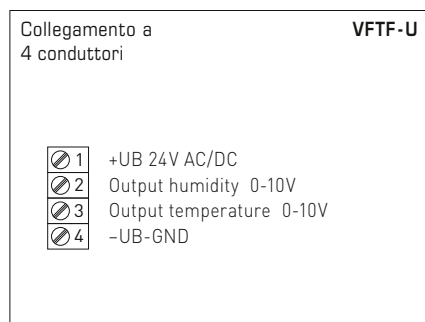 Collegamento a VFTF-U
4 conduttori
1 +UB 24V AC/DC
2 Output humidity 0-10V
3 Output temperature 0-10V
4 –UB-GND